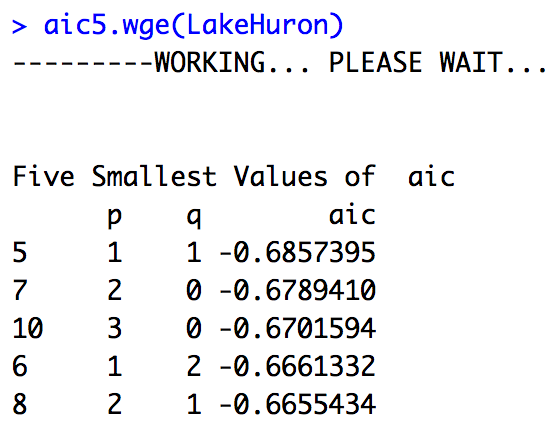 > aic5.wge(LakeHuron)
---------WORKING... PLEASE WAIT...
Five Smallest Values of  aic
      p    q        aic
5     1    1 -0.6857395
7     2    0 -0.6789410
10    3    0 -0.6701594
6     1    2 -0.6661332
8     2    1 -0.6655434